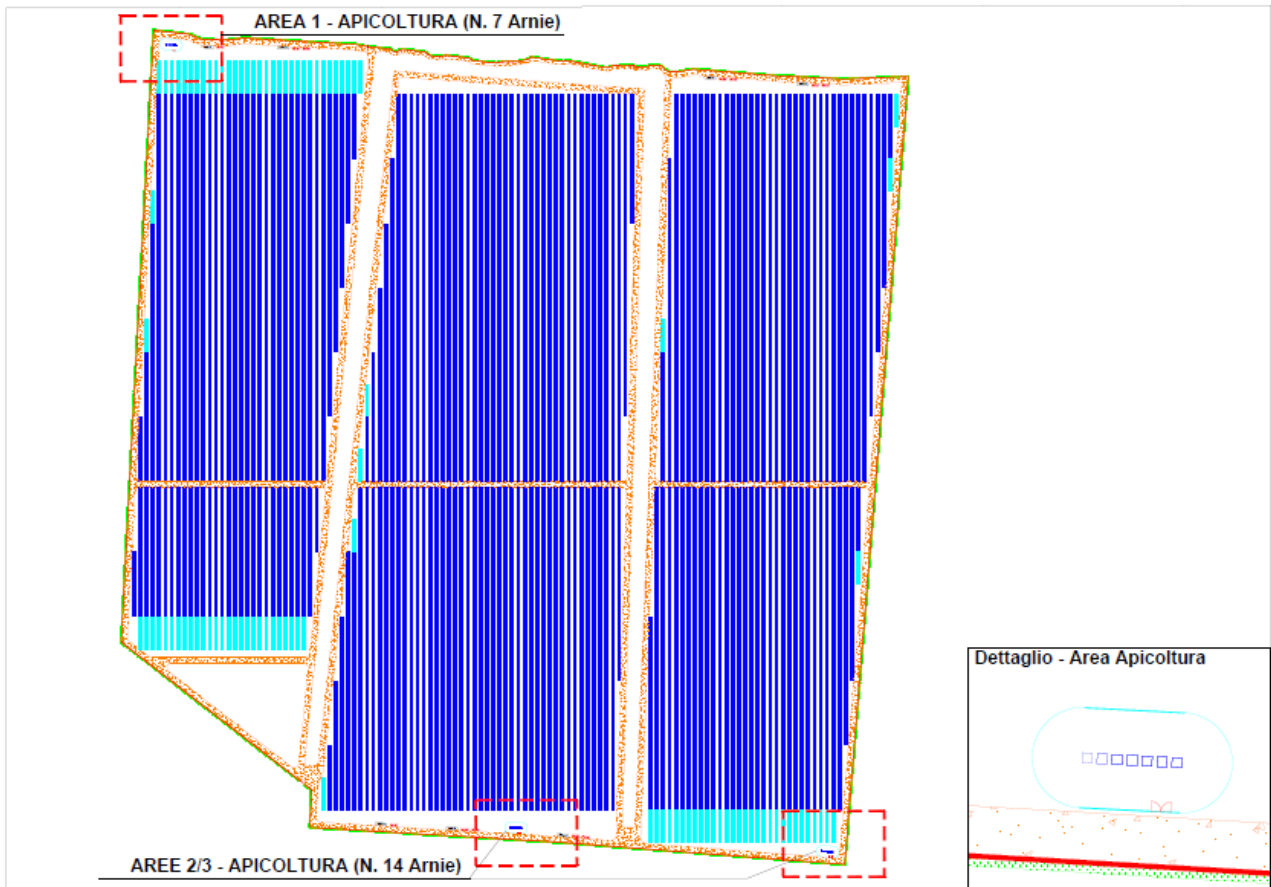 AREA 1 - APICOLTURA (N. 7 Arnie)
Dettaglio - Area Apicoltura
AREE 2/3 - APICOLTURA (N. 14 Arnie)